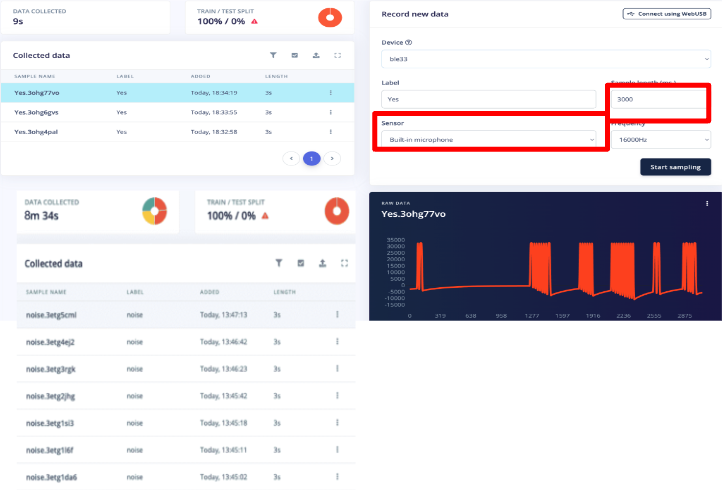 DATA COLLECTED
9s
TRAIN / TEST SPLIT
100% / 0%
Collected data
SAMPLE NAME LABEL ADDED LENGTH
Yes.3ohg77vo Yes Today, 18:34:19 3s
Yes.3ohg6gvs Yes Today, 18:33:55 3s
Yes.3ohg4pal Yes Today, 18:32:58 3s
< 1 >
DATA COLLECTED
8m 34s
TRAIN / TEST SPLIT
100% / 0%
Collected data
SAMPLE NAME LABEL ADDED LENGTH
noise.3etg5cml noise Today, 13:47:13 3s
noise.3etg4ej2 noise Today, 13:46:42 3s
noise.3etg3rgk noise Today, 13:46:23 3s
noise.3etg2jhg noise Today, 13:45:42 3s
noise.3etg1si3 noise Today, 13:45:18 3s
noise.3etg1l6f noise Today, 13:45:11 3s
noise.3etg1da6 noise Today, 13:45:02 3s
Record new data
Connect using WebUSB
Device
ble33
Label Sample length (ms.)
Yes 3000
Sensor Frequency
Built-in microphone 16000Hz
Start sampling
RAW DATA
Yes.3ohg77vo
35000
30000
25000
20000
15000
10000
5000
0
-5000
-10000
-15000
0 319 638 958 1277 1597 1916 2236 2555 2875